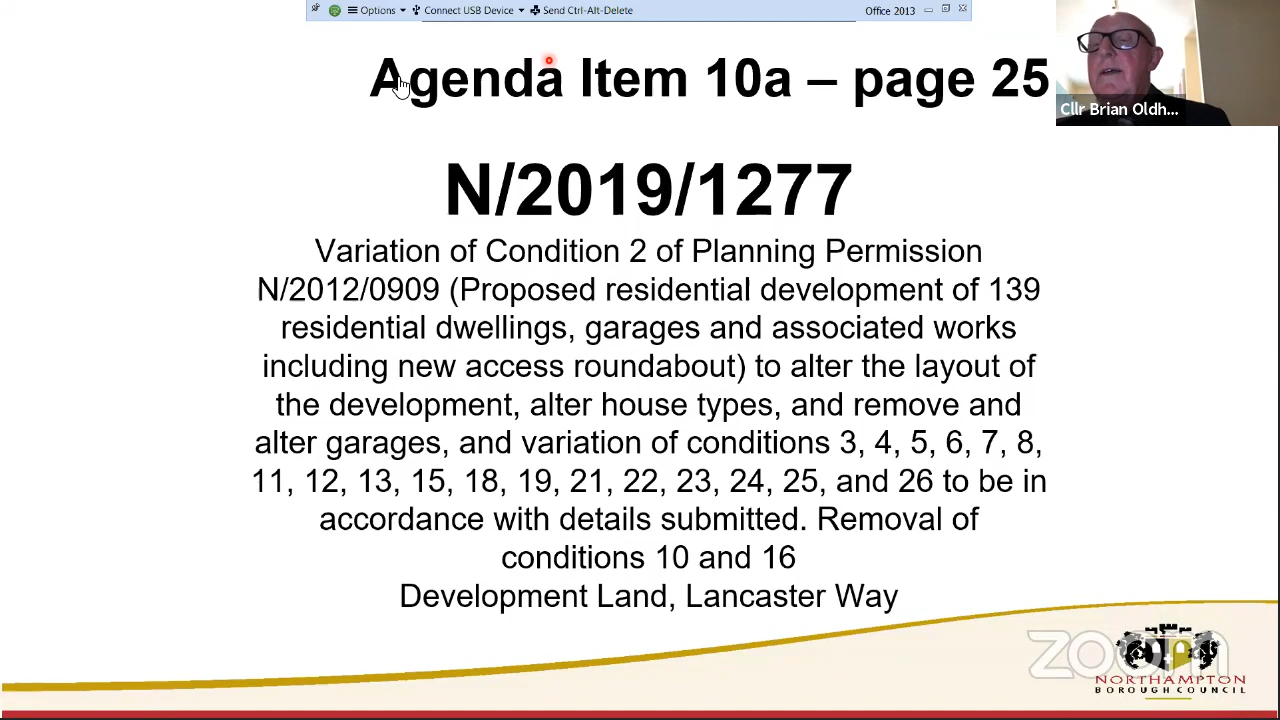 Options Connect USB Device Send Ctrl-Alt-Delete Office 2013
Agenda Item 10a – page 25
Cllr Brian Oldh...
N/2019/1277
Variation of Condition 2 of Planning Permission
N/2012/0909 (Proposed residential development of 139
residential dwellings, garages and associated works
including new access roundabout) to alter the layout of
the development, alter house types, and remove and
alter garages, and variation of conditions 3, 4, 5, 6, 7, 8,
11, 12, 13, 15, 18, 19, 21, 22, 23, 24, 25, and 26 to be in
accordance with details submitted. Removal of
conditions 10 and 16
Development Land, Lancaster Way
zoom
NORTHAMPTON
BOROUGH COUNCIL